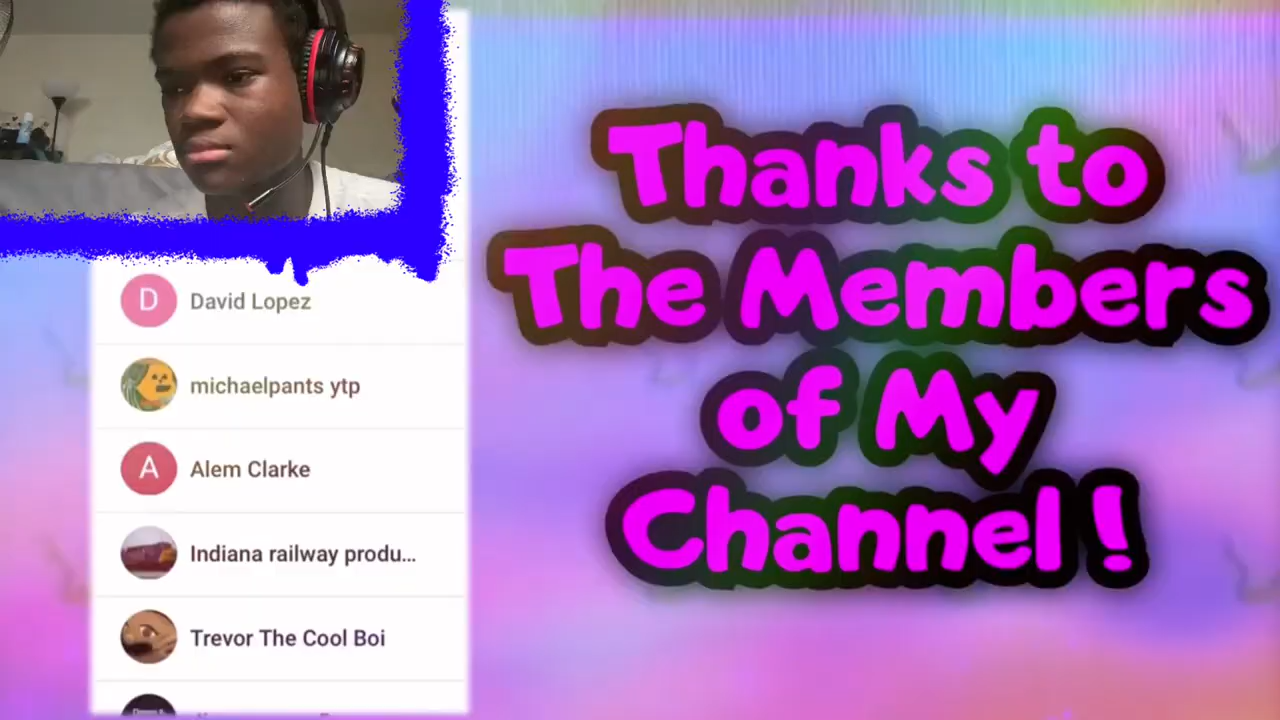 Thanks to
The Members
of My
Channel !
D David Lopez
michaelpants ytp
A Alem Clarke
Indiana railway produ...
Trevor The Cool Boi